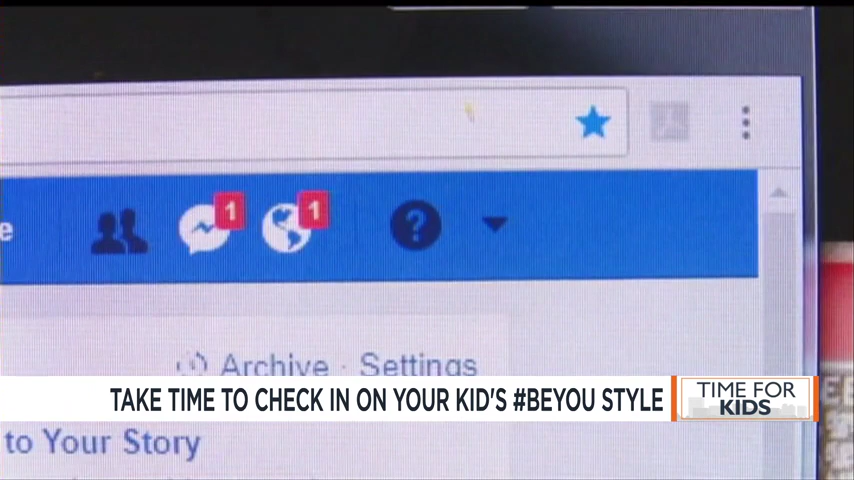 e
1
1
?
Archive · Settings
TAKE TIME TO CHECK IN ON YOUR KID'S #BEYOU STYLE
TIME FOR
KIDS
to Your Story